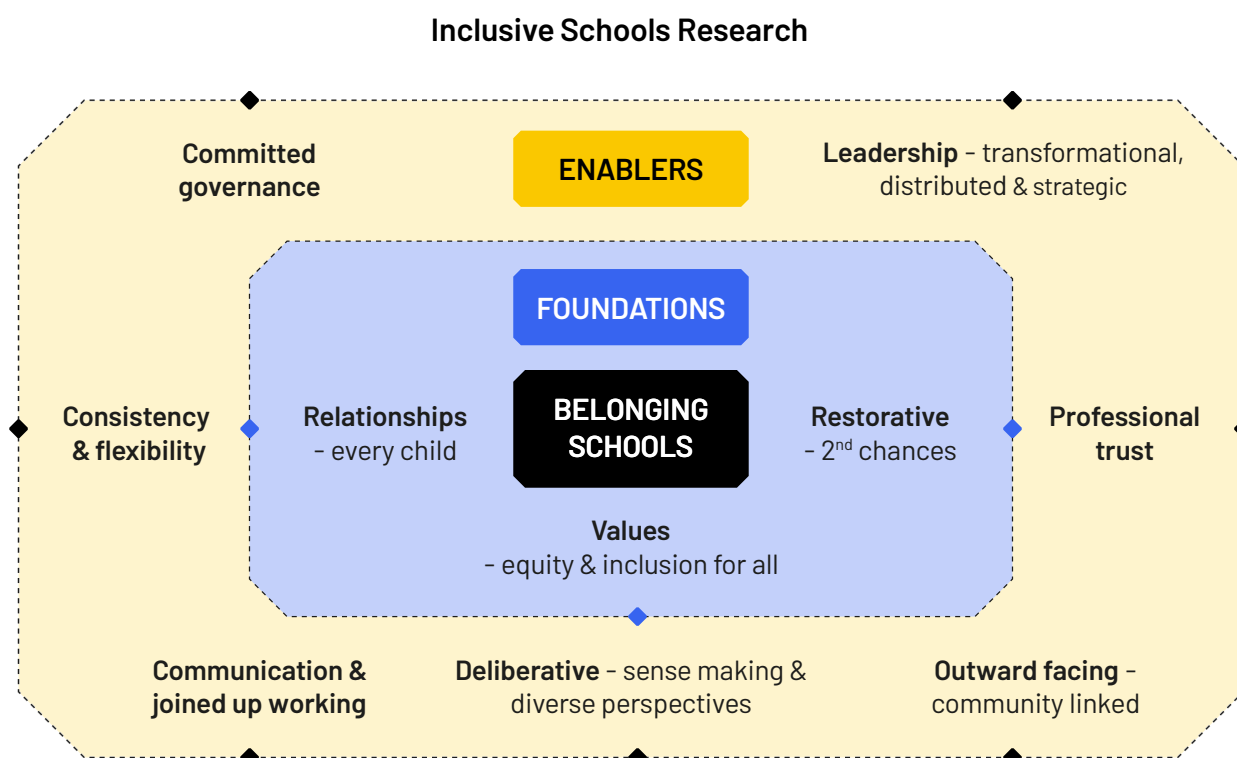 Inclusive Schools Research
Committed
governance
ENABLERS
Leadership - transformational,
distributed & strategic
FOUNDATIONS
Consistency
& flexibility
Relationships
- every child
BELONGING
SCHOOLS
Restorative
- 2nd chances
Professional
trust
Values
- equity & inclusion for all
Communication &
joined up working
Deliberative - sense making &
diverse perspectives
Outward facing -
community linked